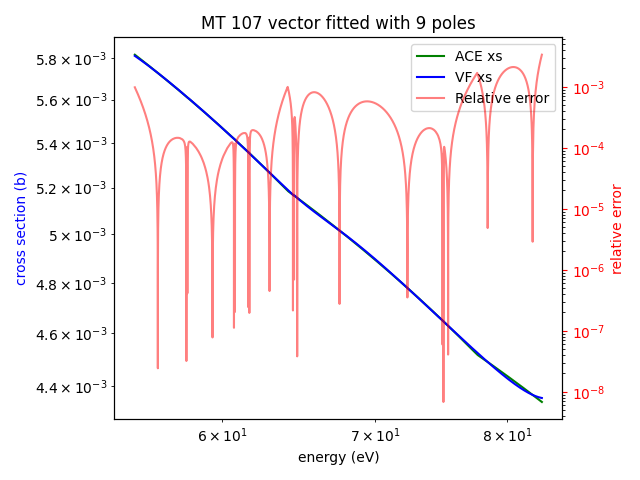 MT 107 vector fitted with 9 poles
ACE xs
VF xs
Relative error
cross section (b)
5.8 × 10⁻³
5.6 × 10⁻³
5.4 × 10⁻³
5.2 × 10⁻³
5 × 10⁻³
4.8 × 10⁻³
4.6 × 10⁻³
4.4 × 10⁻³
10⁻³
10⁻⁴
10⁻⁵
10⁻⁶
10⁻⁷
10⁻⁸
relative error
6 × 10¹
7 × 10¹
8 × 10¹
energy (eV)